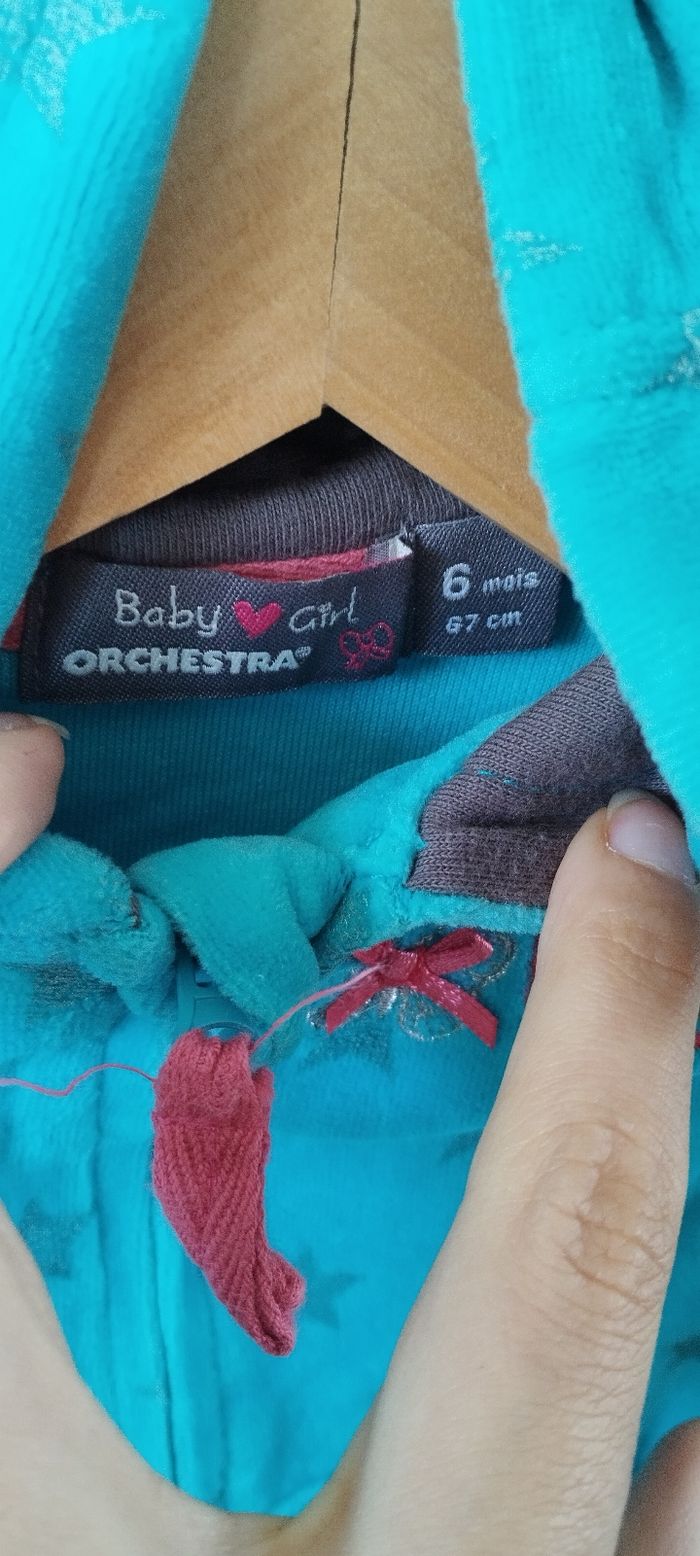 Baby Girl
ORCHESTRA®
6 mois
67 cm